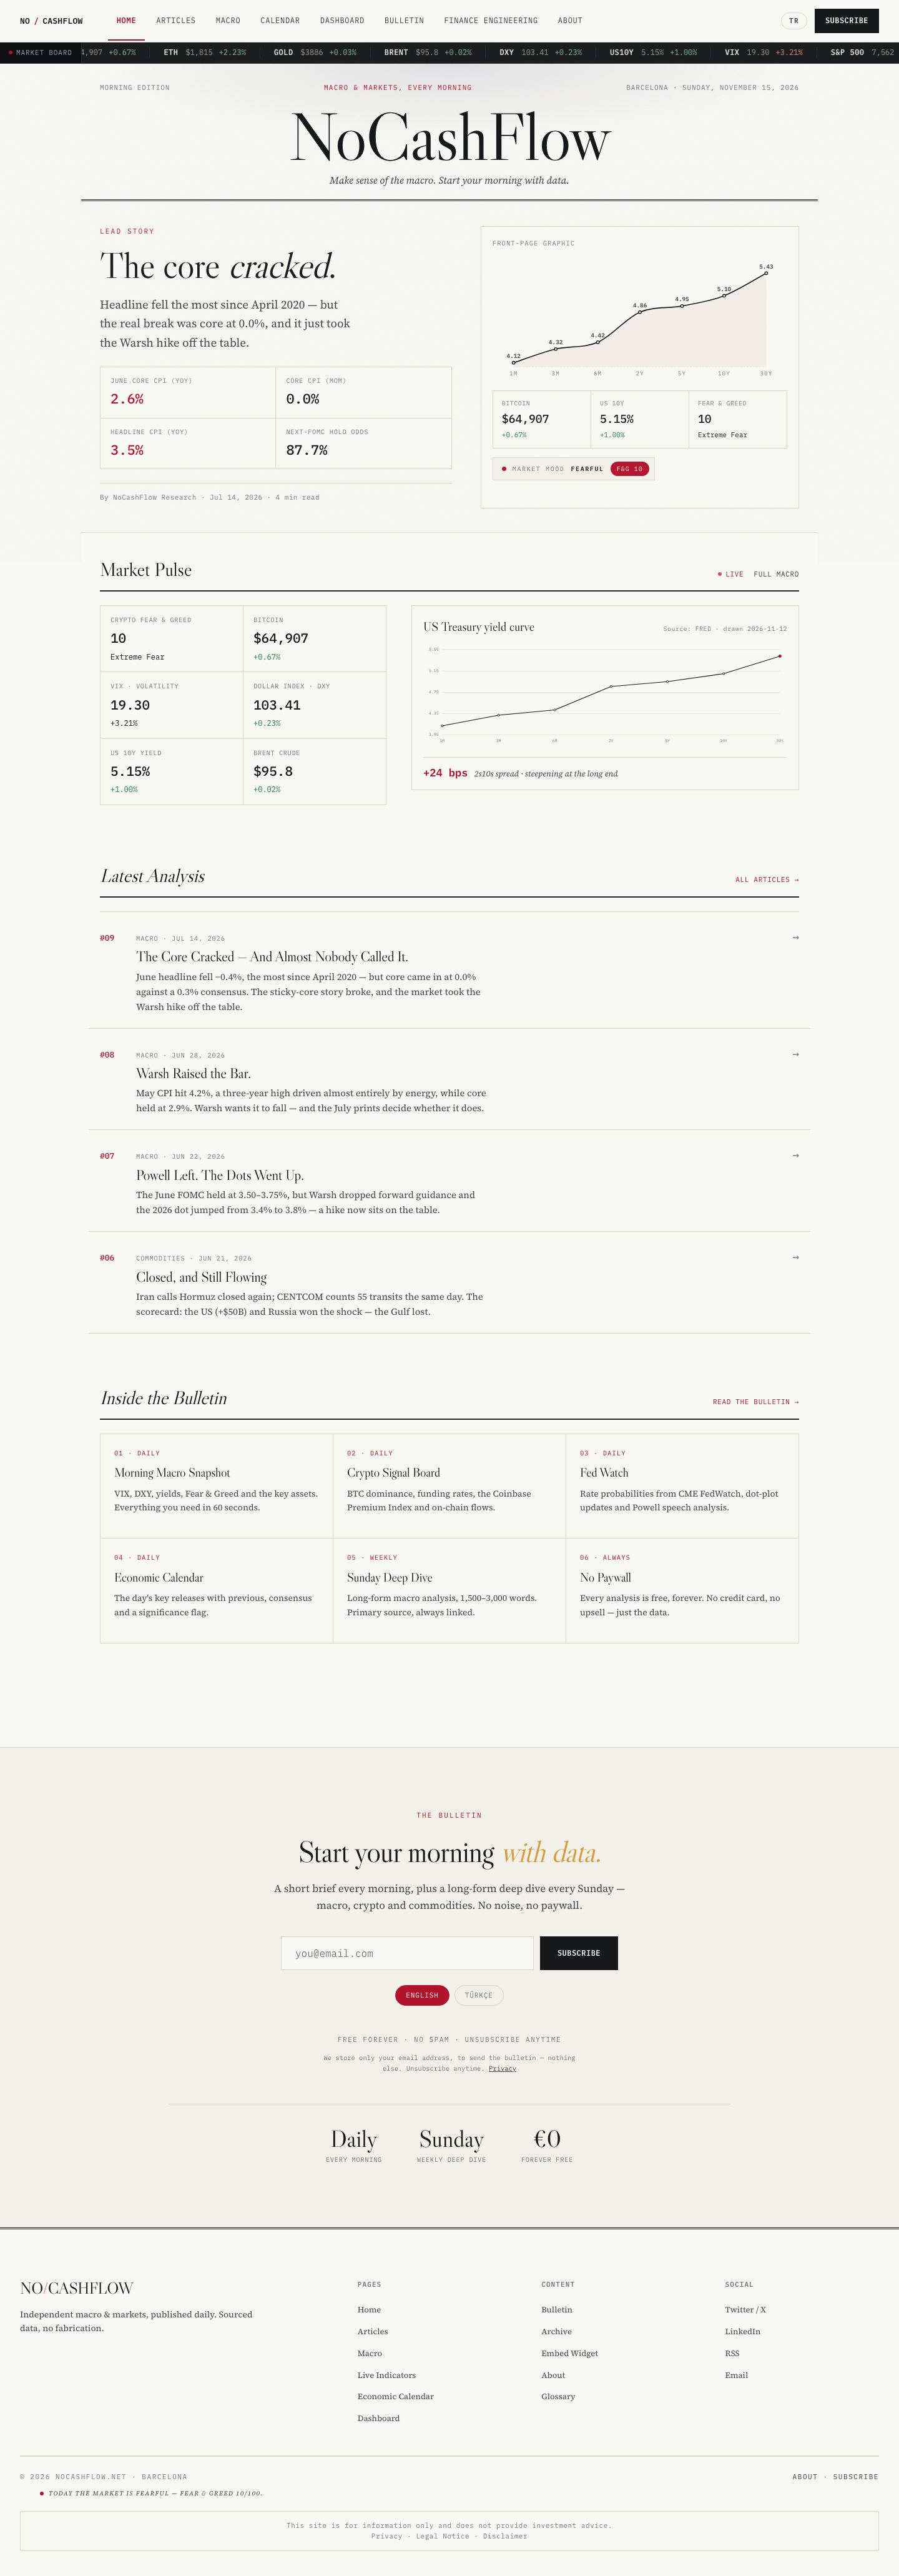 NO / CASHFLOW
HOME ARTICLES MACRO CALENDAR DASHBOARD BULLETIN FINANCE ENGINEERING ABOUT
TR SUBSCRIBE
MARKET BOARD ,907 +0.67% ETH $1,815 +2.23% GOLD $3886 +0.03% BRENT $95.8 +0.02% DXY 103.41 +0.23% US10Y 5.15% +1.00% VIX 19.30 +3.21% S&P 500 7,562
MORNING EDITION MACRO & MARKETS, EVERY MORNING BARCELONA · SUNDAY, NOVEMBER 15, 2026
NoCashFlow
Make sense of the macro. Start your morning with data.
LEAD STORY
The core cracked.
Headline fell the most since April 2020 — but
the real break was core at 0.0%, and it just took
the Warsh hike off the table.
JUNE CORE CPI (YOY) CORE CPI (MOM)
2.6% 0.0%
HEADLINE CPI (YOY) NEXT-FOMC HOLD ODDS
3.5% 87.7%
By NoCashFlow Research · Jul 14, 2026 · 4 min read
FRONT-PAGE GRAPHIC
4.12 4.32 4.42 4.86 4.95 5.10 5.43
1M 3M 6M 2Y 5Y 10Y 30Y
BITCOIN US 10Y FEAR & GREED
$64,907 5.15% 10
+0.67% +1.00% Extreme Fear
MARKET MOOD FEARFUL F&G 10
Market Pulse
LIVE FULL MACRO
CRYPTO FEAR & GREED BITCOIN
10 $64,907
Extreme Fear +0.67%
VIX · VOLATILITY DOLLAR INDEX · DXY
19.30 103.41
+3.21% +0.23%
US 10Y YIELD BRENT CRUDE
5.15% $95.8
+1.00% +0.02%
US Treasury yield curve Source: FRED · drawn 2026-11-12
+24 bps 2s10s spread · steepening at the long end
Latest Analysis
ALL ARTICLES →
#09 MACRO · JUL 14, 2026 →
The Core Cracked — And Almost Nobody Called It.
June headline fell −0.4%, the most since April 2020 — but core came in at 0.0%
against a 0.3% consensus. The sticky-core story broke, and the market took the
Warsh hike off the table.
#08 MACRO · JUN 28, 2026 →
Warsh Raised the Bar.
May CPI hit 4.2%, a three-year high driven almost entirely by energy, while core
held at 2.9%. Warsh wants it to fall — and the July prints decide whether it does.
#07 MACRO · JUN 22, 2026 →
Powell Left. The Dots Went Up.
The June FOMC held at 3.50–3.75%, but Warsh dropped forward guidance and
the 2026 dot jumped from 3.4% to 3.8% — a hike now sits on the table.
#06 COMMODITIES · JUN 21, 2026 →
Closed, and Still Flowing
Iran calls Hormuz closed again; CENTCOM counts 55 transits the same day. The
scorecard: the US (+$50B) and Russia won the shock — the Gulf lost.
Inside the Bulletin
READ THE BULLETIN →
01 · DAILY
Morning Macro Snapshot
VIX, DXY, yields, Fear & Greed and the key assets.
Everything you need in 60 seconds.
02 · DAILY
Crypto Signal Board
BTC dominance, funding rates, the Coinbase
Premium Index and on-chain flows.
03 · DAILY
Fed Watch
Rate probabilities from CME FedWatch, dot-plot
updates and Powell speech analysis.
04 · DAILY
Economic Calendar
The day's key releases with previous, consensus
and a significance flag.
05 · WEEKLY
Sunday Deep Dive
Long-form macro analysis, 1,500–3,000 words.
Primary source, always linked.
06 · ALWAYS
No Paywall
Every analysis is free, forever. No credit card, no
upsell — just the data.
THE BULLETIN
Start your morning with data.
A short brief every morning, plus a long-form deep dive every Sunday —
macro, crypto and commodities. No noise, no paywall.
you@email.com SUBSCRIBE
ENGLISH TÜRKÇE
FREE FOREVER · NO SPAM · UNSUBSCRIBE ANYTIME
We store only your email address, to send the bulletin — nothing
else. Unsubscribe anytime. Privacy
Daily Sunday €0
EVERY MORNING WEEKLY DEEP DIVE FOREVER FREE
NO/CASHFLOW
Independent macro & markets, published daily. Sourced
data, no fabrication.
PAGES
Home
Articles
Macro
Live Indicators
Economic Calendar
Dashboard
CONTENT
Bulletin
Archive
Embed Widget
About
Glossary
SOCIAL
Twitter / X
LinkedIn
RSS
Email
© 2026 NOCASHFLOW.NET · BARCELONA ABOUT · SUBSCRIBE
TODAY THE MARKET IS FEARFUL — FEAR & GREED 10/100.
This site is for information only and does not provide investment advice.
Privacy · Legal Notice · Disclaimer